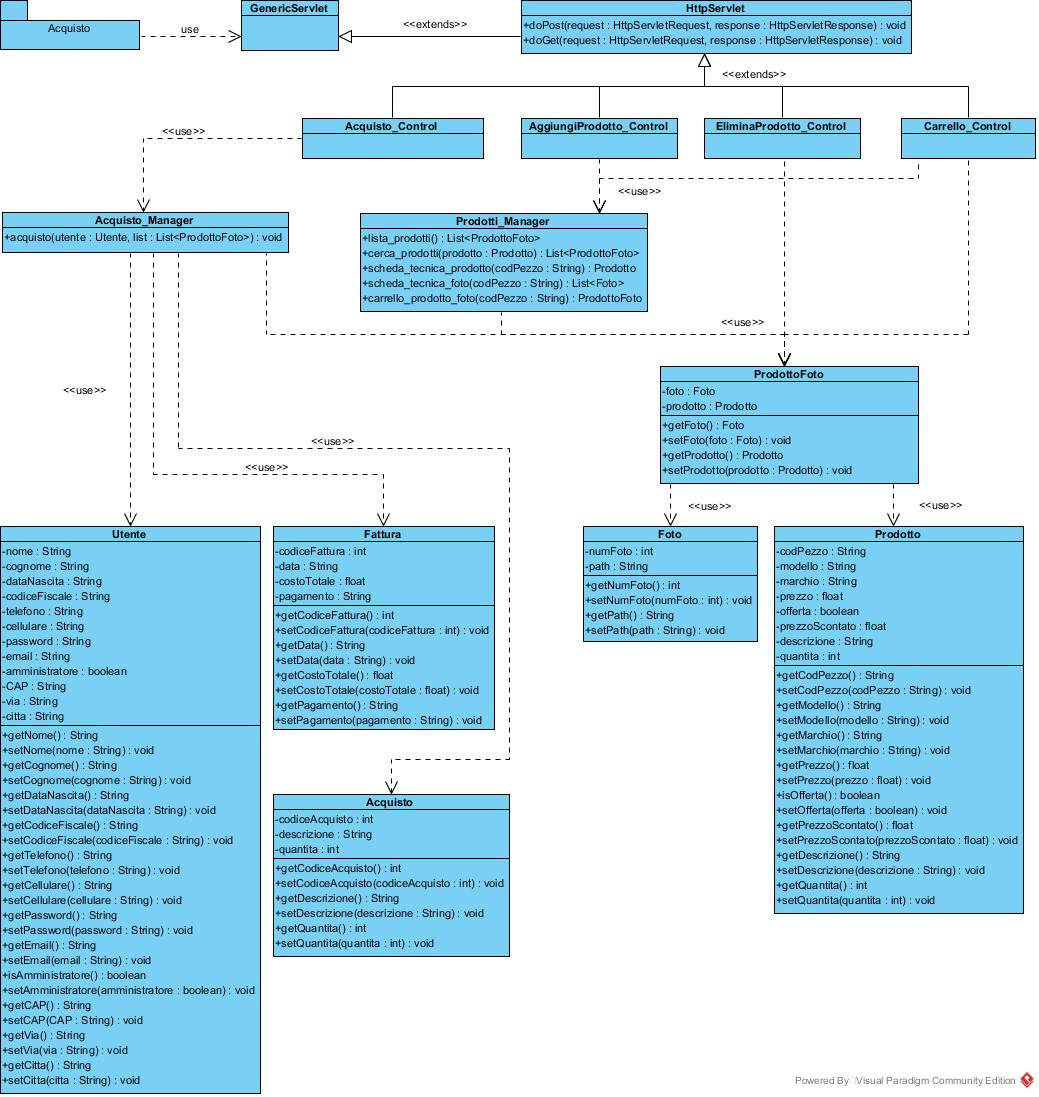 Acquisto
use
GenericServlet
<<extends>>
HttpServlet
+doPost(request : HttpServletRequest, response : HttpServletResponse) : void
+doGet(request : HttpServletRequest, response : HttpServletResponse) : void
<<extends>>
<<use>>
Acquisto_Control
AggiungiProdotto_Control
EliminaProdotto_Control
Carrello_Control
<<use>>
Acquisto_Manager
+acquisto(utente : Utente, list : List<ProdottoFoto>) : void
Prodotti_Manager
+lista_prodotti() : List<ProdottoFoto>
+cerca_prodotti(prodotto : Prodotto) : List<ProdottoFoto>
+scheda_tecnica_prodotto(codPezzo : String) : Prodotto
+scheda_tecnica_foto(codPezzo : String) : List<Foto>
+carrello_prodotto_foto(codPezzo : String) : ProdottoFoto
<<use>>
ProdottoFoto
-foto : Foto
-prodotto : Prodotto
+getFoto() : Foto
+setFoto(foto : Foto) : void
+getProdotto() : Prodotto
+setProdotto(prodotto : Prodotto) : void
<<use>>
<<use>>
<<use>>
<<use>>
<<use>>
Utente
-nome : String
-cognome : String
-dataNascita : String
-codiceFiscale : String
-telefono : String
-cellulare : String
-password : String
-email : String
-amministratore : boolean
-CAP : String
-via : String
-citta : String
+getNome() : String
+setNome(nome : String) : void
+getCognome() : String
+setCognome(cognome : String) : void
+getDataNascita() : String
+setDataNascita(dataNascita : String) : void
+getCodiceFiscale() : String
+setCodiceFiscale(codiceFiscale : String) : void
+getTelefono() : String
+setTelefono(telefono : String) : void
+getCellulare() : String
+setCellulare(cellulare : String) : void
+getPassword() : String
+setPassword(password : String) : void
+getEmail() : String
+setEmail(email : String) : void
+isAmministratore() : boolean
+setAmministratore(amministratore : boolean) : void
+getCAP() : String
+setCAP(CAP : String) : void
+getVia() : String
+setVia(via : String) : void
+getCitta() : String
+setCitta(citta : String) : void
Fattura
-codiceFattura : int
-data : String
-costoTotale : float
-pagamento : String
+getCodiceFattura() : int
+setCodiceFattura(codiceFattura : int) : void
+getData() : String
+setData(data : String) : void
+getCostoTotale() : float
+setCostoTotale(costoTotale : float) : void
+getPagamento() : String
+setPagamento(pagamento : String) : void
Acquisto
-codiceAcquisto : int
-descrizione : String
-quantita : int
+getCodiceAcquisto() : int
+setCodiceAcquisto(codiceAcquisto : int) : void
+getDescrizione() : String
+setDescrizione(descrizione : String) : void
+getQuantita() : int
+setQuantita(quantita : int) : void
Foto
-numFoto : int
-path : String
+getNumFoto() : int
+setNumFoto(numFoto : int) : void
+getPath() : String
+setPath(path : String) : void
Prodotto
-codPezzo : String
-modello : String
-marchio : String
-prezzo : float
-offerta : boolean
-prezzoScontato : float
-descrizione : String
-quantita : int
+getCodPezzo() : String
+setCodPezzo(codPezzo : String) : void
+getModello() : String
+setModello(modello : String) : void
+getMarchio() : String
+setMarchio(marchio : String) : void
+getPrezzo() : float
+setPrezzo(prezzo : float) : void
+isOfferta() : boolean
+setOfferta(offerta : boolean) : void
+getPrezzoScontato() : float
+setPrezzoScontato(prezzoScontato : float) : void
+getDescrizione() : String
+setDescrizione(descrizione : String) : void
+getQuantita() : int
+setQuantita(quantita : int) : void
Powered By Visual Paradigm Community Edition